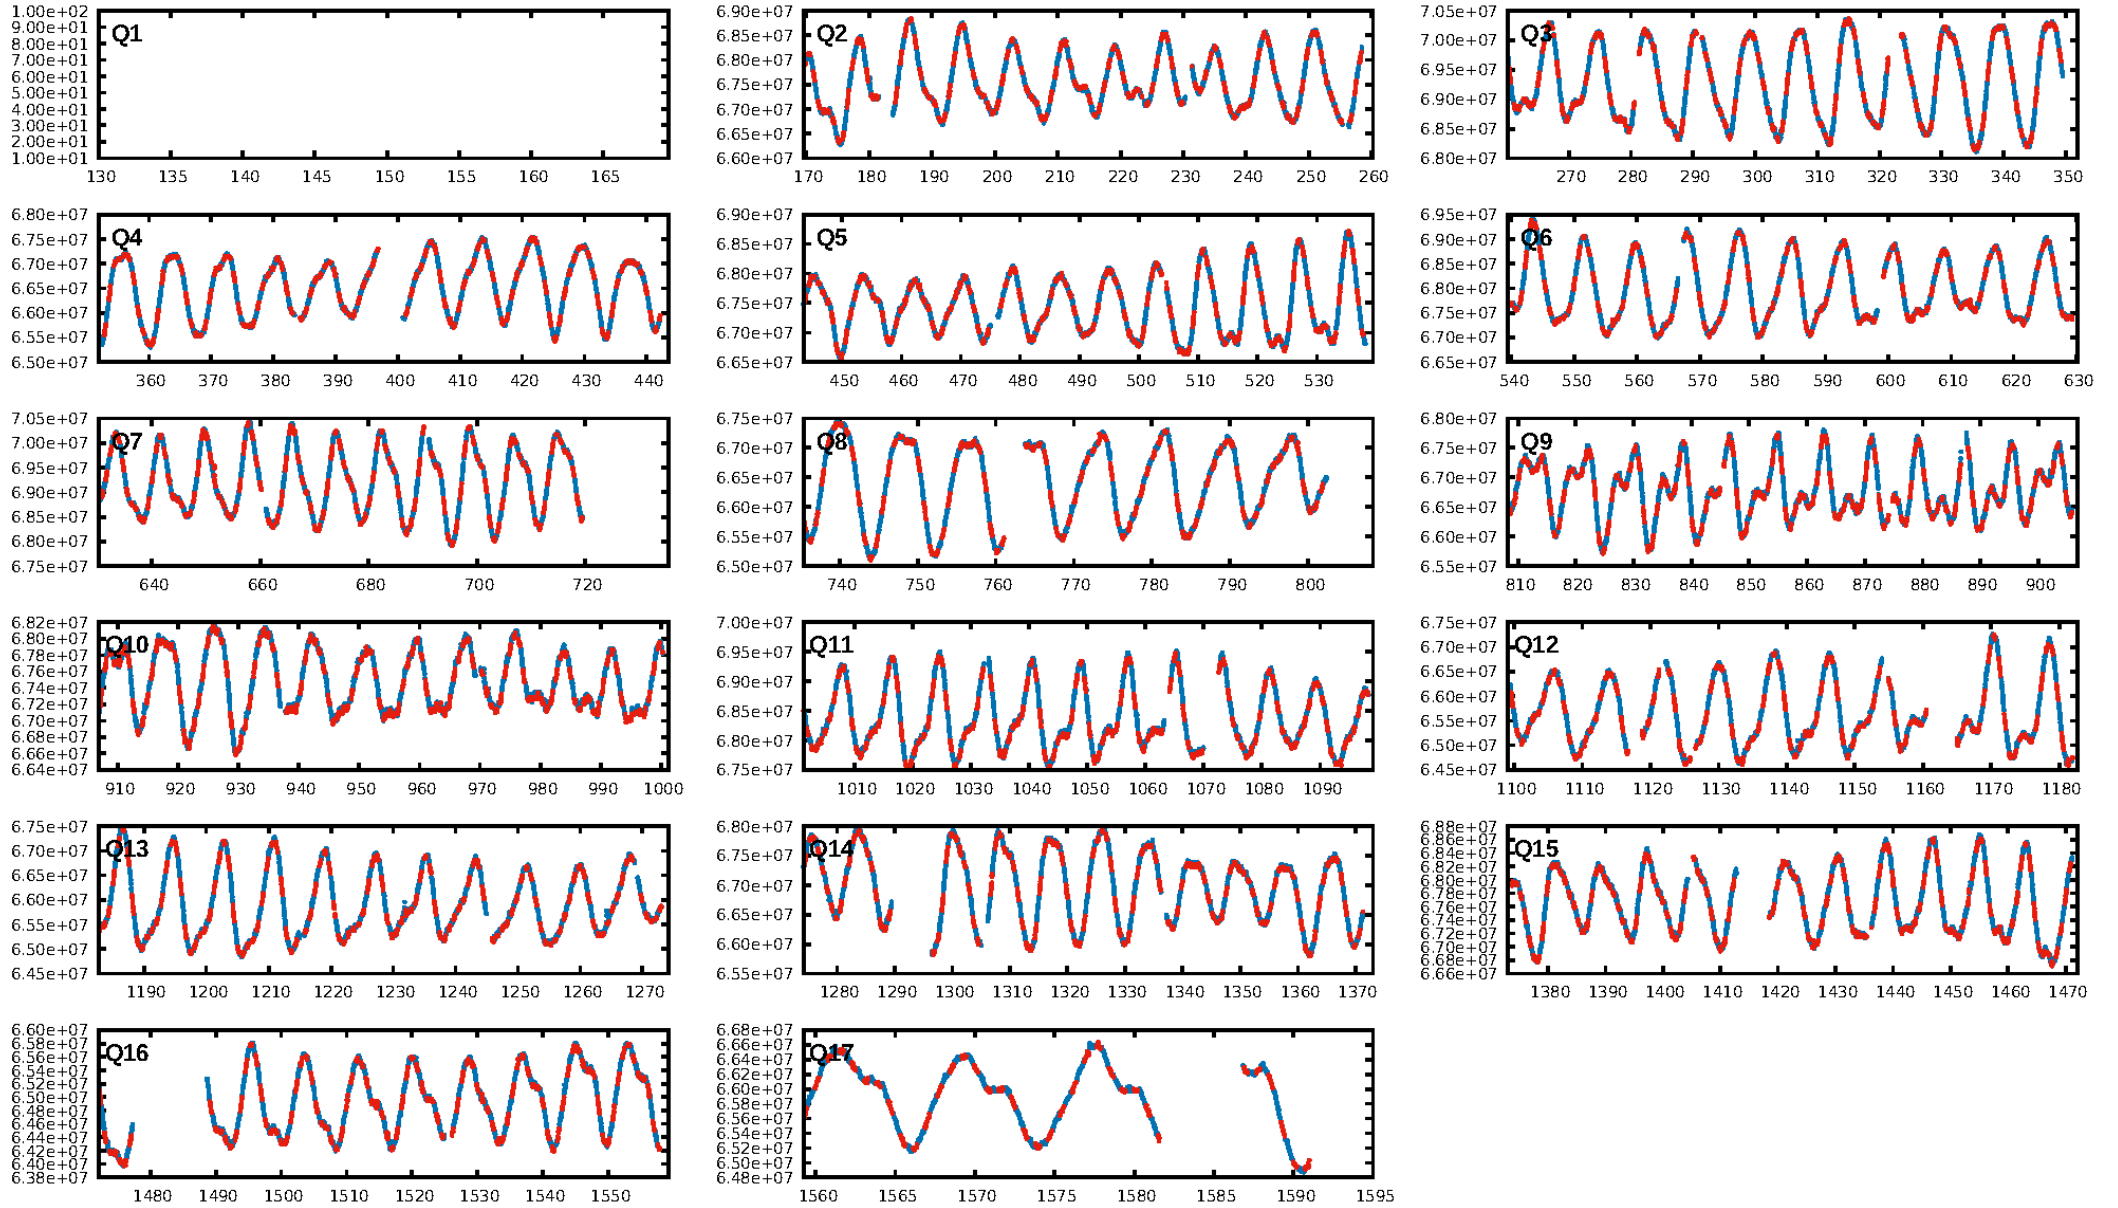 1.00e+02
9.00e+01
8.00e+01
7.00e+01
6.00e+01
5.00e+01
4.00e+01
3.00e+01
2.00e+01
1.00e+01
Q1
130 135 140 145 150 155 160 165
6.90e+07
6.85e+07
6.80e+07
6.75e+07
6.70e+07
6.65e+07
6.60e+07
Q2
170 180 190 200 210 220 230 240 250 260
7.05e+07
7.00e+07
6.95e+07
6.90e+07
6.85e+07
6.80e+07
Q3
270 280 290 300 310 320 330 340 350
6.80e+07
6.75e+07
6.70e+07
6.65e+07
6.60e+07
6.55e+07
6.50e+07
Q4
360 370 380 390 400 410 420 430 440
6.90e+07
6.85e+07
6.80e+07
6.75e+07
6.70e+07
6.65e+07
Q5
450 460 470 480 490 500 510 520 530
6.95e+07
6.90e+07
6.85e+07
6.80e+07
6.75e+07
6.70e+07
6.65e+07
Q6
540 550 560 570 580 590 600 610 620 630
7.05e+07
7.00e+07
6.95e+07
6.90e+07
6.85e+07
6.80e+07
6.75e+07
Q7
640 660 680 700 720
6.75e+07
6.70e+07
6.65e+07
6.60e+07
6.55e+07
6.50e+07
Q8
740 750 760 770 780 790 800
6.80e+07
6.75e+07
6.70e+07
6.65e+07
6.60e+07
6.55e+07
Q9
810 820 830 840 850 860 870 880 890 900
6.82e+07
6.80e+07
6.78e+07
6.76e+07
6.74e+07
6.72e+07
6.70e+07
6.68e+07
6.66e+07
6.64e+07
Q10
910 920 930 940 950 960 970 980 990 1000
7.00e+07
6.95e+07
6.90e+07
6.85e+07
6.80e+07
6.75e+07
Q11
1010 1020 1030 1040 1050 1060 1070 1080 1090
6.75e+07
6.70e+07
6.65e+07
6.60e+07
6.55e+07
6.50e+07
6.45e+07
Q12
1100 1110 1120 1130 1140 1150 1160 1170 1180
6.75e+07
6.70e+07
6.65e+07
6.60e+07
6.55e+07
6.50e+07
6.45e+07
Q13
1190 1200 1210 1220 1230 1240 1250 1260 1270
6.80e+07
6.75e+07
6.70e+07
6.65e+07
6.60e+07
6.55e+07
Q14
1280 1290 1300 1310 1320 1330 1340 1350 1360 1370
6.88e+07
6.86e+07
6.84e+07
6.82e+07
6.80e+07
6.78e+07
6.76e+07
6.74e+07
6.72e+07
6.70e+07
6.68e+07
6.66e+07
Q15
1380 1390 1400 1410 1420 1430 1440 1450 1460 1470
6.60e+07
6.58e+07
6.56e+07
6.54e+07
6.52e+07
6.50e+07
6.48e+07
6.46e+07
6.44e+07
6.42e+07
6.40e+07
6.38e+07
Q16
1480 1490 1500 1510 1520 1530 1540 1550
6.68e+07
6.66e+07
6.64e+07
6.62e+07
6.60e+07
6.58e+07
6.56e+07
6.54e+07
6.52e+07
6.50e+07
6.48e+07
Q17
1560 1565 1570 1575 1580 1585 1590 1595